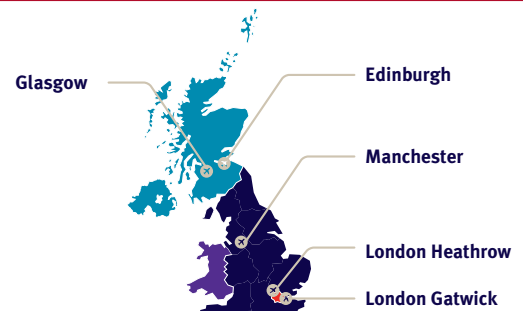 Glasgow
Edinburgh
Manchester
London Heathrow
London Gatwick